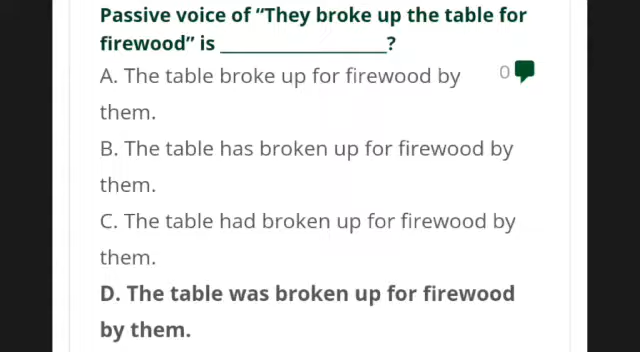 Passive voice of “They broke up the table for
firewood” is ___________________?
A. The table broke up for firewood by
0
them.
B. The table has broken up for firewood by
them.
C. The table had broken up for firewood by
them.
D. The table was broken up for firewood
by them.